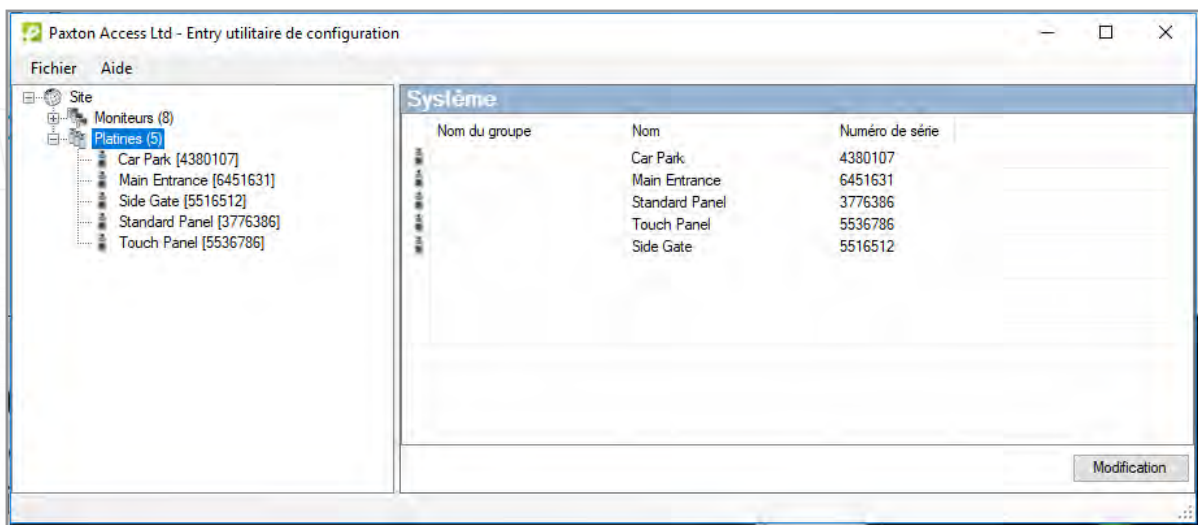 Paxton Access Ltd - Entry utilitaire de configuration
Fichier Aide
Site
Moniteurs (8)
Platines (5)
Car Park [4380107]
Main Entrance [6451631]
Side Gate [5516512]
Standard Panel [3776386]
Touch Panel [5536786]
Système
Nom du groupe Nom Numéro de série
Car Park 4380107
Main Entrance 6451631
Standard Panel 3776386
Touch Panel 5536786
Side Gate 5516512
Modification